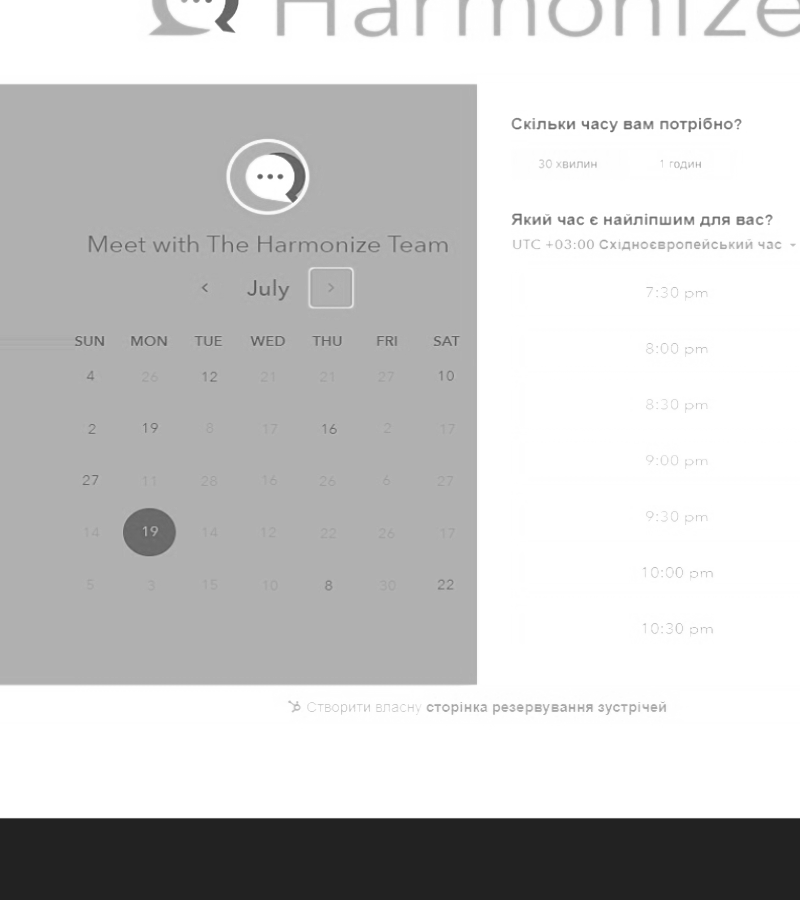 Harmonize
Meet with The Harmonize Team
July
SUN MON TUE WED THU FRI SAT
4 26 12 21 21 27 10
2 19 8 17 16 2 17
27 11 28 16 26 6 27
14 19 14 12 22 26 17
5 3 15 10 8 30 22
Скільки часу вам потрібно?
30 хвилин 1 годин
Який час є найліпшим для вас?
UTC +03:00 Східноєвропейський час
7:30 pm
8:00 pm
8:30 pm
9:00 pm
9:30 pm
10:00 pm
10:30 pm
Створити власну сторінка резервування зустрічей